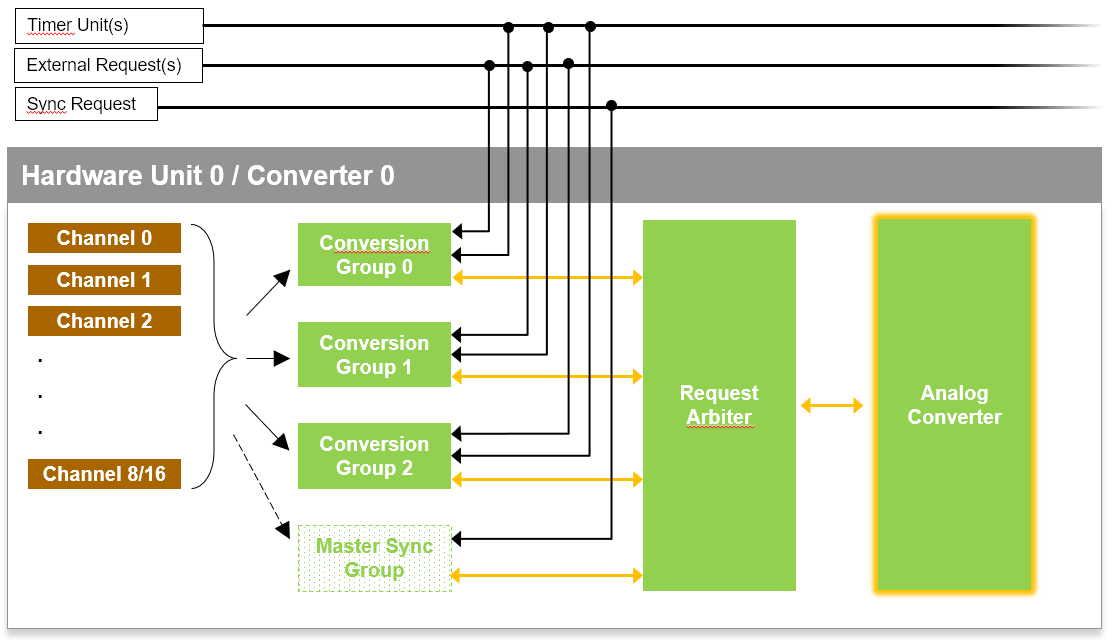 Timer Unit(s)
External Request(s)
Sync Request
Hardware Unit 0 / Converter 0
Channel 0
Channel 1
Channel 2
.
.
.
Channel 8/16
Conversion
Group 0
Conversion
Group 1
Conversion
Group 2
Master Sync
Group
Request
Arbiter
Analog
Converter